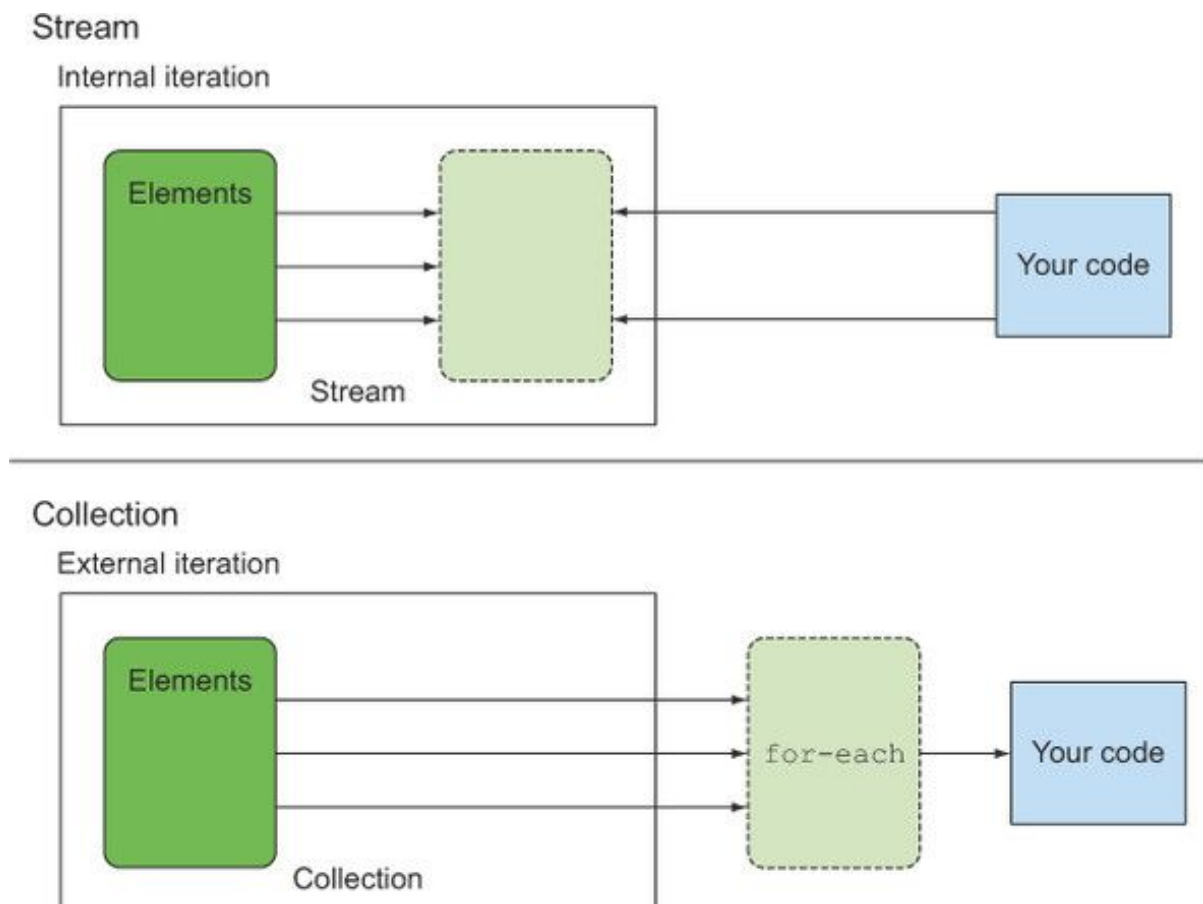 Stream
Internal iteration
Elements
Your code
Stream
Collection
External iteration
Elements
for-each
Your code
Collection